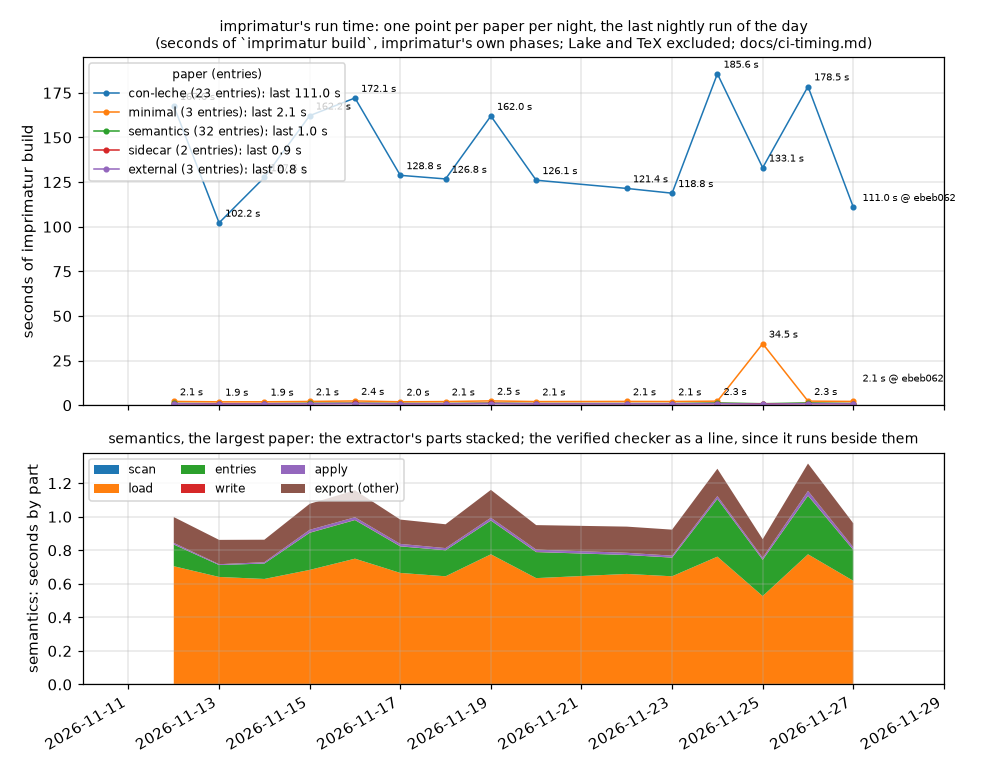 imprimatur's run time: one point per paper per night, the last nightly run of the day
(seconds of `imprimatur build`, imprimatur's own phases; Lake and TeX excluded; docs/ci-timing.md)
seconds of imprimatur build
175
150
125
100
75
50
25
0
paper (entries)
con-leche (23 entries): last 111.0 s
minimal (3 entries): last 2.1 s
semantics (32 entries): last 1.0 s
sidecar (2 entries): last 0.9 s
external (3 entries): last 0.8 s
102.2 s
162.2 s
172.1 s
128.8 s
126.8 s
162.0 s
126.1 s
121.4 s
118.8 s
185.6 s
133.1 s
178.5 s
111.0 s @ ebeb062
2.1 s
1.9 s
1.9 s
2.1 s
2.4 s
2.0 s
2.1 s
2.5 s
2.1 s
2.1 s
2.1 s
2.3 s
34.5 s
2.3 s
2.1 s @ ebeb062
semantics, the largest paper: the extractor's parts stacked; the verified checker as a line, since it runs beside them
semantics: seconds by part
1.2
1.0
0.8
0.6
0.4
0.2
0.0
scan
load
entries
write
apply
export (other)
2026-11-11
2026-11-13
2026-11-15
2026-11-17
2026-11-19
2026-11-21
2026-11-23
2026-11-25
2026-11-27
2026-11-29